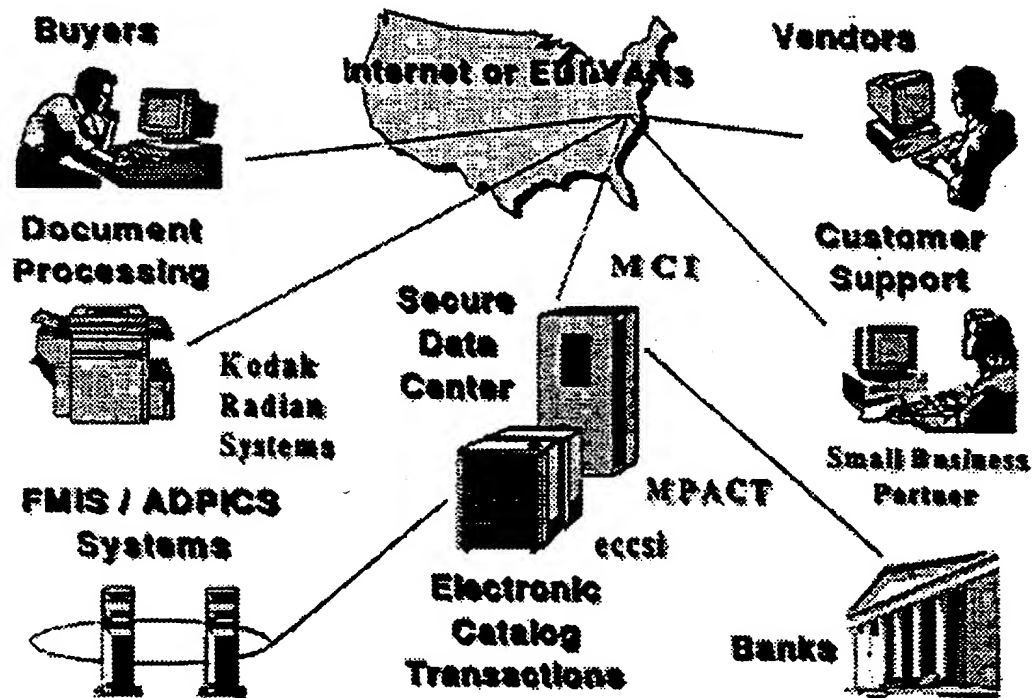 Buyers
Internet or EDI/VANs
Vendors
Document
Processing
Customer
Support
MCI
Secure
Data
Center
Kodak
Radian
Systems
Small Business
Partner
FMIS / ADPICS
Systems
MPACT
eccsi
Electronic
Catalog
Transactions
Banks